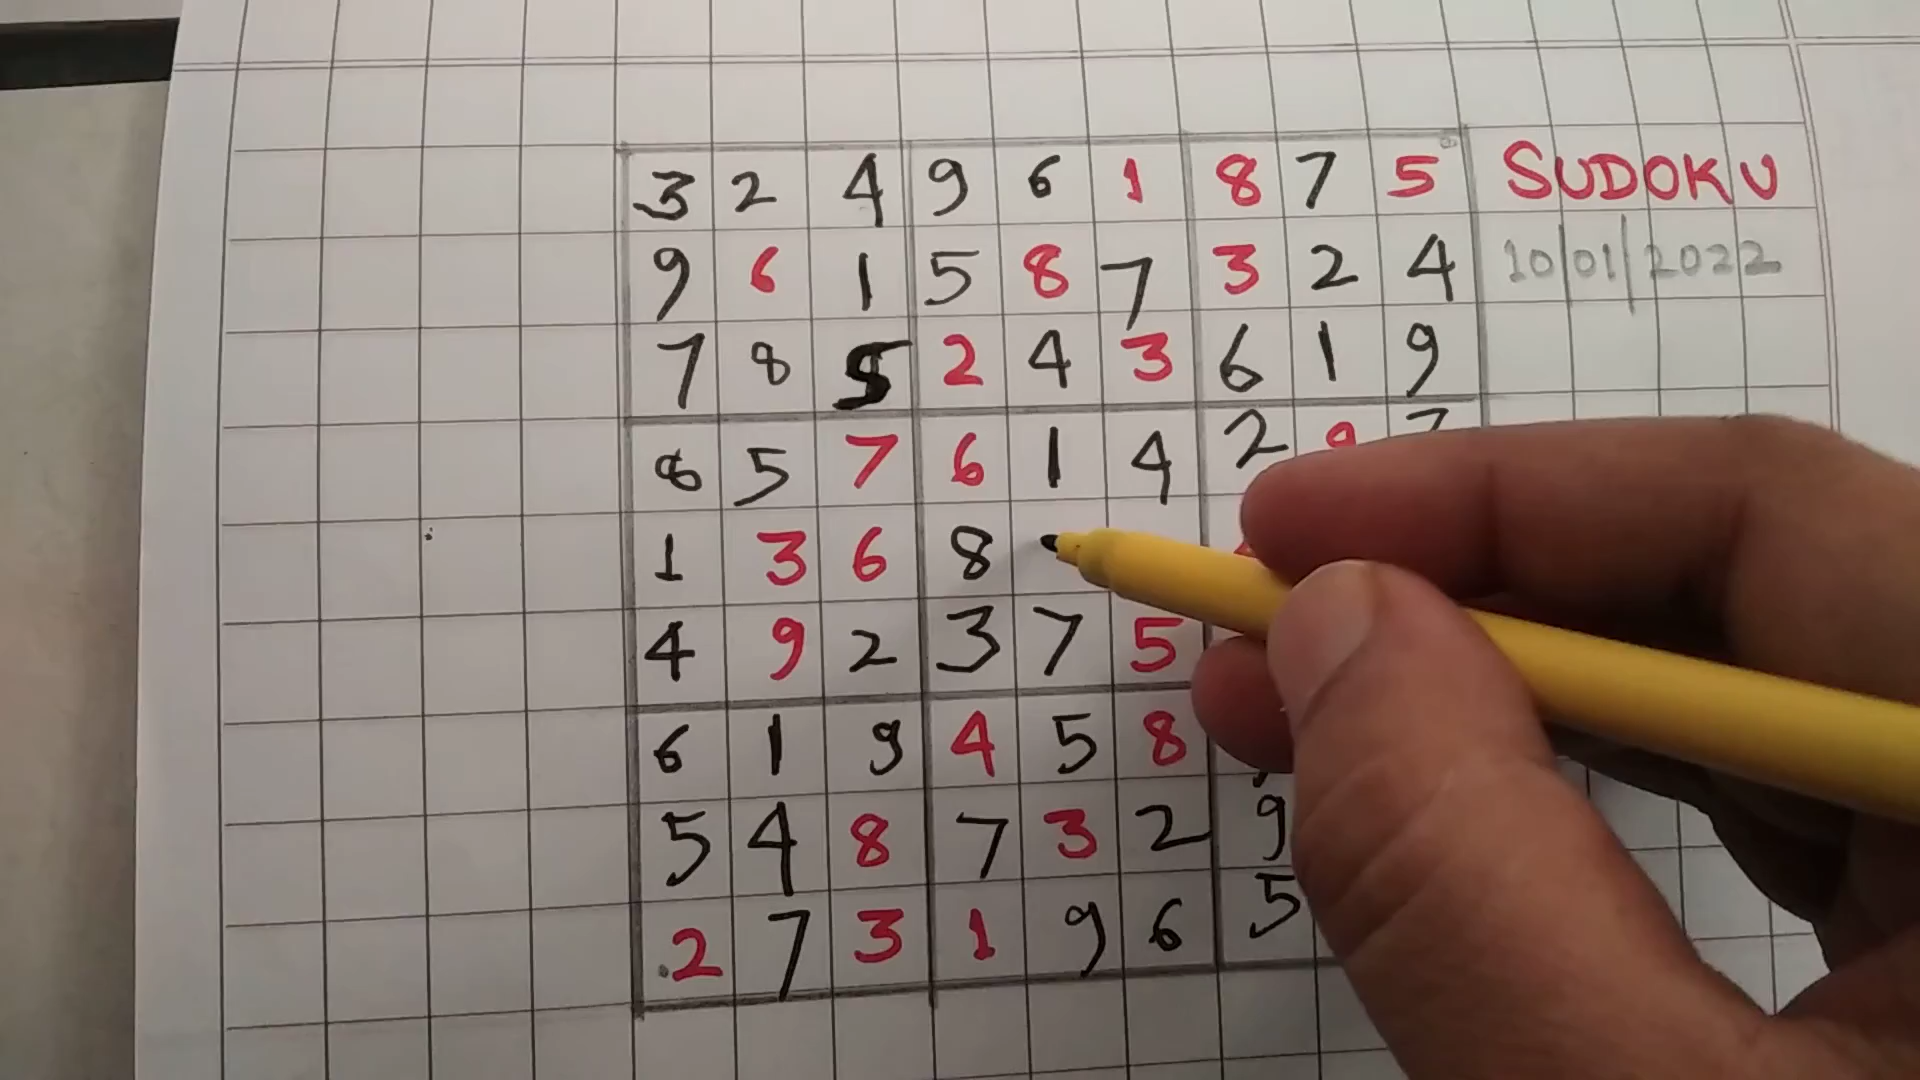 3 2 4 9 6 1 8 7 5 SUDOKU
9 6 1 5 8 7 3 2 4 10/01/2022
7 8 5 2 4 3 6 1 9
8 5 7 6 1 4 2
1 3 6 8
4 9 2 3 7 5
6 1 9 4 5 8
5 4 8 7 3 2 9
2 7 3 1 9 6 5